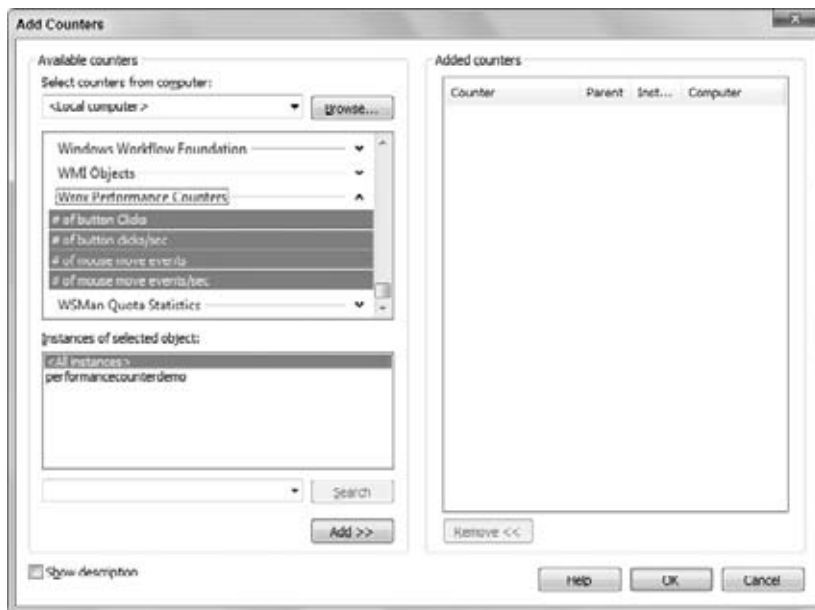 Add Counters
Available counters
Select counters from computer:
<Local computer>
Browse...
Windows Workflow Foundation
WMI Objects
Wrox Performance Counters
# of button Clicks
# of button clicks/sec
# of mouse move events
# of mouse move events/sec
WSMan Quota Statistics
Instances of selected object:
<All instances>
performancecounterdemo
Search
Add >>
Show description
Added counters
Counter Parent Inst... Computer
Remove <<
Help OK Cancel